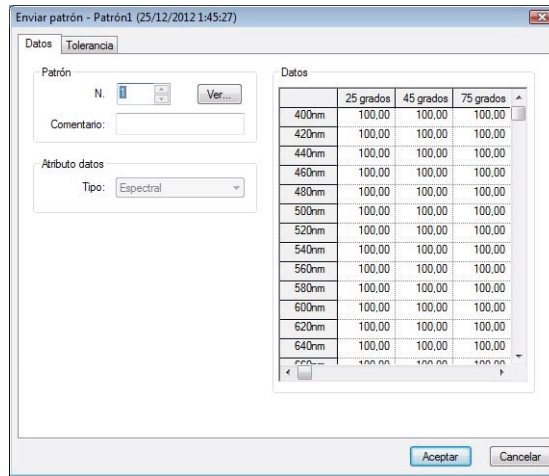 Enviar patrón - Patrón1 (25/12/2012 1:45:27)
Datos Tolerancia
Patrón
N. 1 Ver...
Comentario:
Atributo datos
Tipo: Espectral
Datos
25 grados 45 grados 75 grados
400nm 100,00 100,00 100,00
420nm 100,00 100,00 100,00
440nm 100,00 100,00 100,00
460nm 100,00 100,00 100,00
480nm 100,00 100,00 100,00
500nm 100,00 100,00 100,00
520nm 100,00 100,00 100,00
540nm 100,00 100,00 100,00
560nm 100,00 100,00 100,00
580nm 100,00 100,00 100,00
600nm 100,00 100,00 100,00
620nm 100,00 100,00 100,00
640nm 100,00 100,00 100,00
Aceptar Cancelar